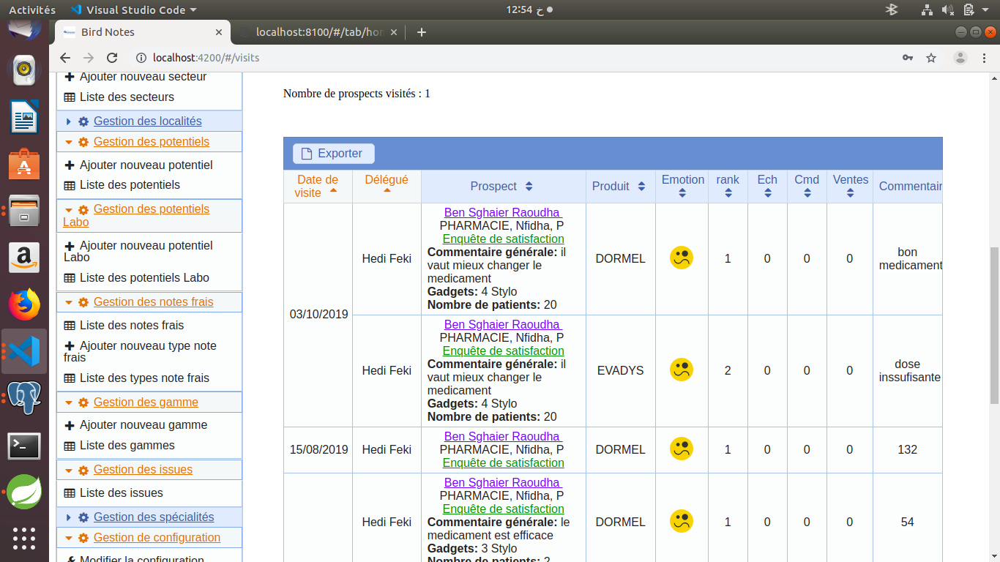 Activités
Visual Studio Code
12:54 خ
Bird Notes
localhost:8100/#/tab/hor
localhost:4200/#/visits
Ajouter nouveau secteur
Liste des secteurs
Gestion des localités
Gestion des potentiels
Ajouter nouveau potentiel
Liste des potentiels
Gestion des potentiels
Labo
Ajouter nouveau potentiel
Labo
Liste des potentiels Labo
Gestion des notes frais
Liste des notes frais
Ajouter nouveau type note
frais
Liste des types note frais
Gestion des gamme
Ajouter nouveau gamme
Liste des gammes
Gestion des issues
Liste des issues
Gestion des spécialités
Gestion de configuration
Modifier la configuration
Nombre de prospects visités : 1
Exporter
Date de visite Délégué Prospect Produit Emotion rank Ech Cmd Ventes Commentair
03/10/2019
Hedi Feki
Ben Sghaier Raoudha
PHARMACIE, Nfidha, P
Enquête de satisfaction
Commentaire générale: il
vaut mieux changer le
medicament
Gadgets: 4 Stylo
Nombre de patients: 20
DORMEL 1 0 0 0
bon
medicament
Hedi Feki
Ben Sghaier Raoudha
PHARMACIE, Nfidha, P
Enquête de satisfaction
Commentaire générale: il
vaut mieux changer le
medicament
Gadgets: 4 Stylo
Nombre de patients: 20
EVADYS 2 0 0 0
dose
inssufisante
15/08/2019 Hedi Feki
Ben Sghaier Raoudha
PHARMACIE, Nfidha, P
Enquête de satisfaction
DORMEL 1 0 0 0 132
Hedi Feki
Ben Sghaier Raoudha
PHARMACIE, Nfidha, P
Enquête de satisfaction
Commentaire générale: le
medicament est efficace
Gadgets: 3 Stylo
Nombre de patients: 2
DORMEL 1 0 0 0 54